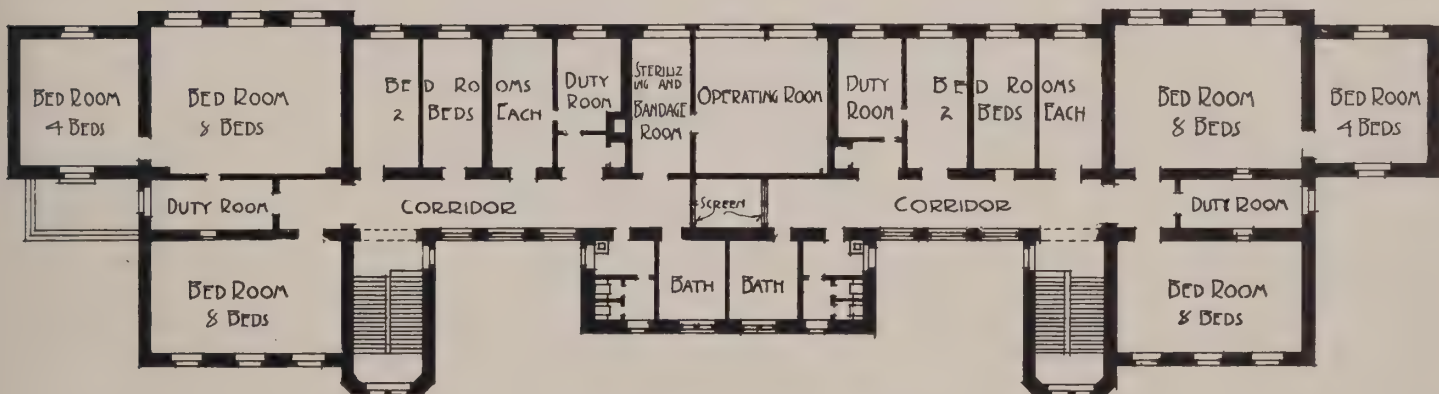 BED ROOM
4 BEDS
BED ROOM
8 BEDS
BED ROOMS
2 BEDS EACH
DUTY
ROOM
STERILIZ
ING AND
BANDAGE
ROOM
OPERATING ROOM
DUTY
ROOM
BED ROOMS
2 BEDS EACH
BED ROOM
8 BEDS
BED ROOM
4 BEDS
DUTY ROOM
CORRIDOR
SCREEN
CORRIDOR
DUTY ROOM
BED ROOM
8 BEDS
BATH
BATH
BED ROOM
8 BEDS